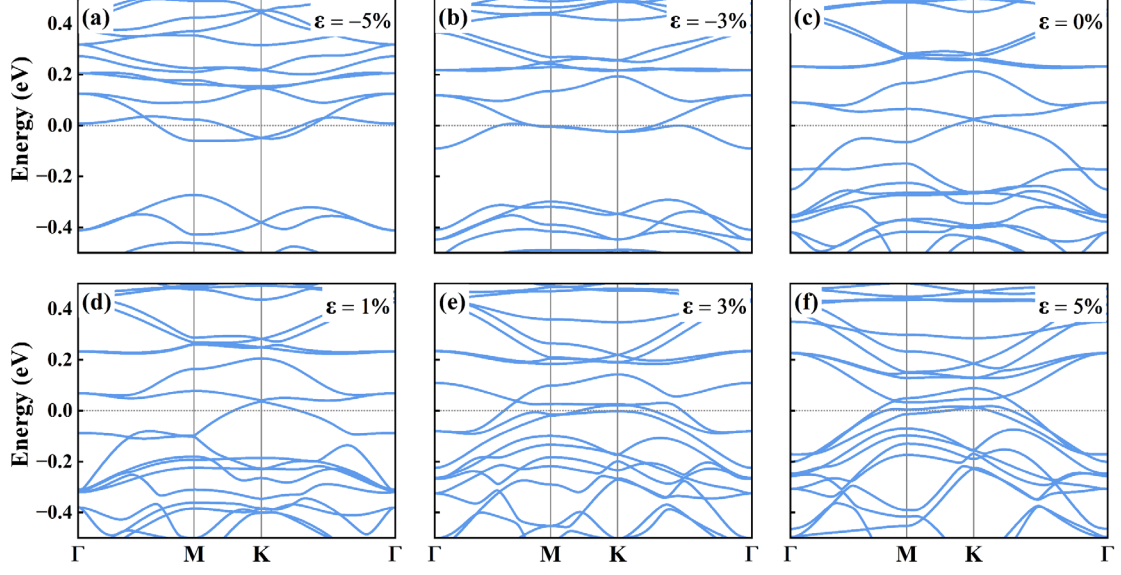 (a)
ε = −5%
(b)
ε = −3%
(c)
ε = 0%
Energy (eV)
0.4
0.2
0.0
−0.2
−0.4
(d)
ε = 1%
(e)
ε = 3%
(f)
ε = 5%
Energy (eV)
0.4
0.2
0.0
−0.2
−0.4
Γ M K Γ
Γ M K Γ
Γ M K Γ